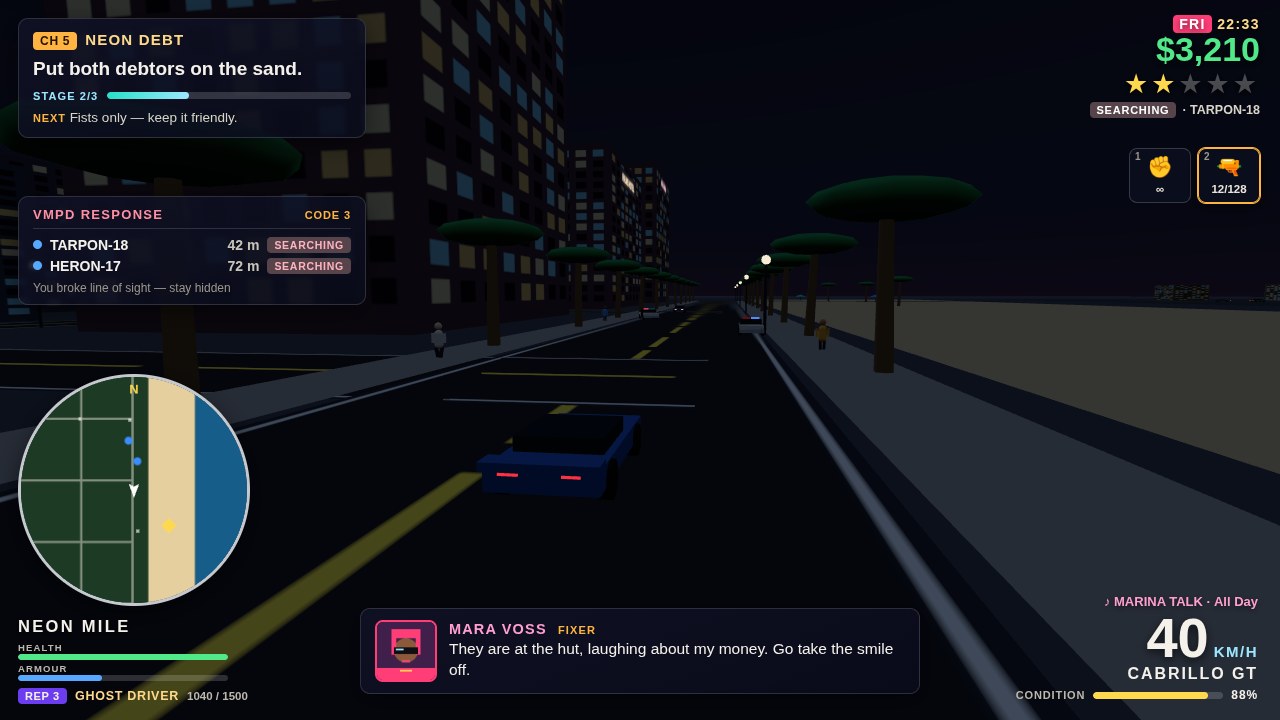 CH 5 NEON DEBT
Put both debtors on the sand.
STAGE 2/3
NEXT Fists only — keep it friendly.
VMPD RESPONSE CODE 3
TARPON-18 42 m SEARCHING
HERON-17 72 m SEARCHING
You broke line of sight — stay hidden
FRI 22:33
$3,210
SEARCHING · TARPON-18
1 ∞
2 12/128
N
NEON MILE
HEALTH
ARMOUR
REP 3 GHOST DRIVER 1040 / 1500
MARA VOSS FIXER
They are at the hut, laughing about my money. Go take the smile
off.
♪ MARINA TALK · All Day
40 KM/H
CABRILLO GT
CONDITION 88%